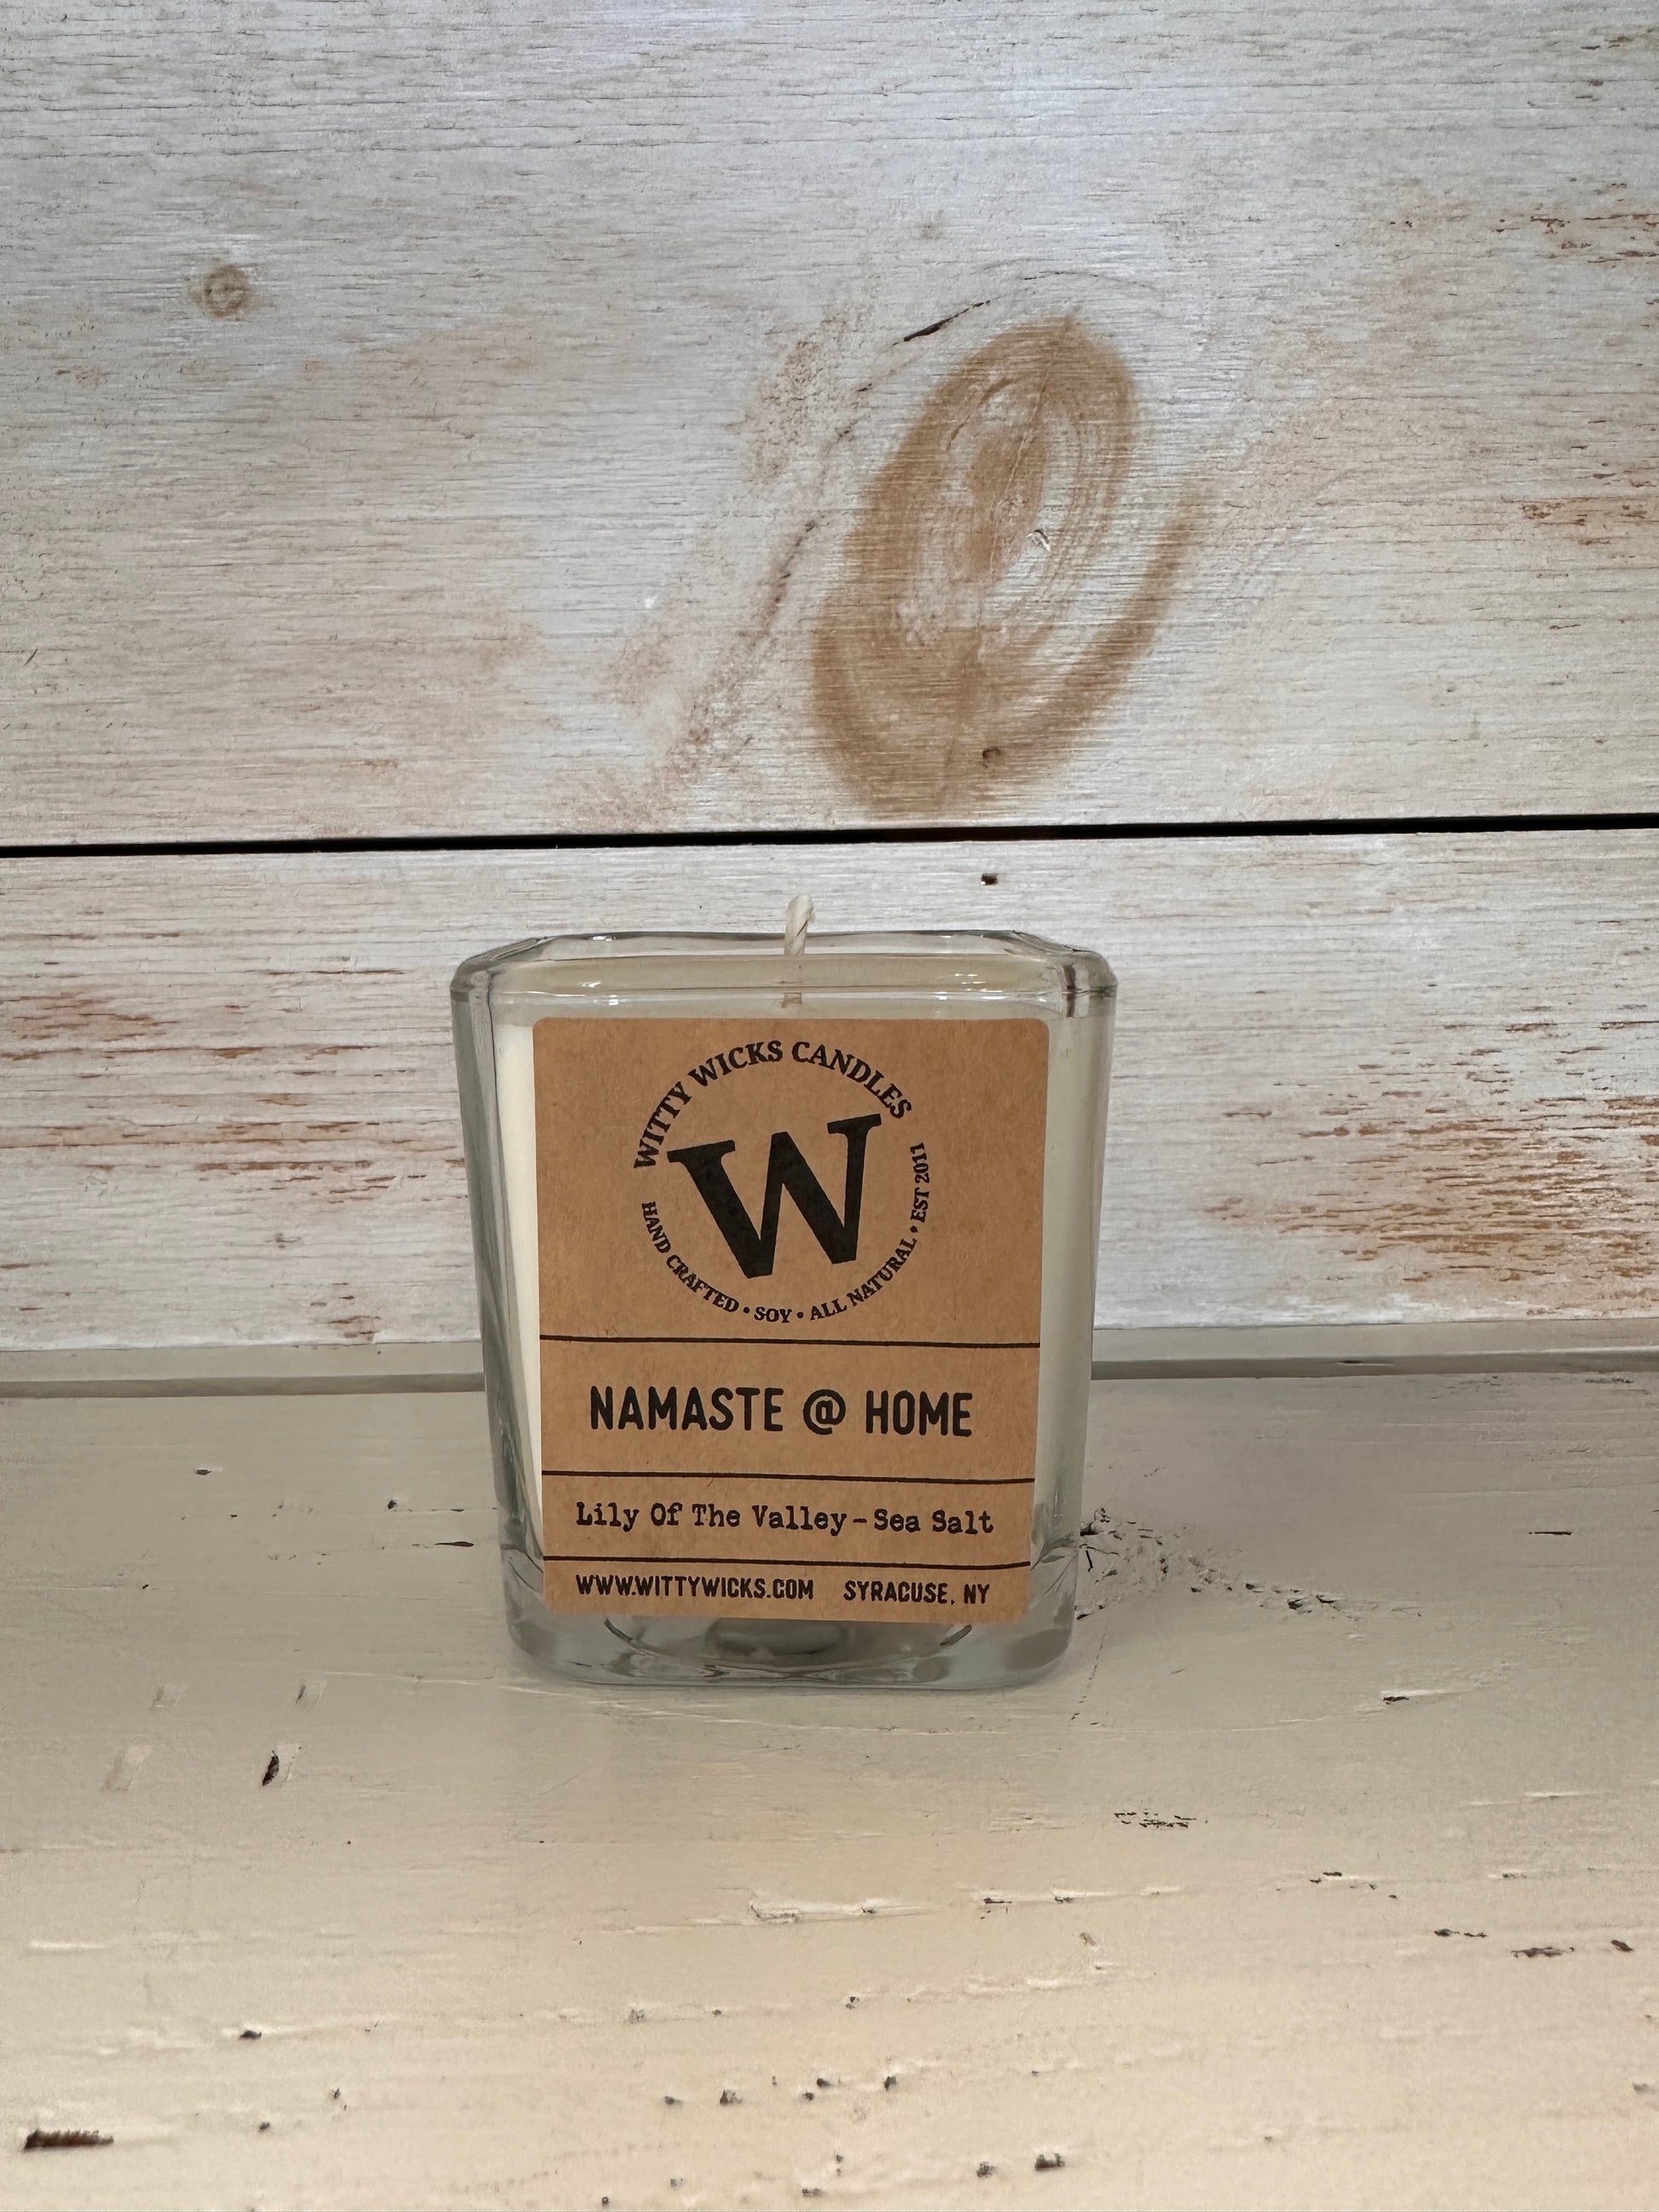 WITTY WICKS CANDLES
W
HAND CRAFTED • SOY • ALL NATURAL • EST 2011
NAMASTE @ HOME
Lily Of The Valley-Sea Salt
WWW.WITTYWICKS.COM SYRACUSE, NY